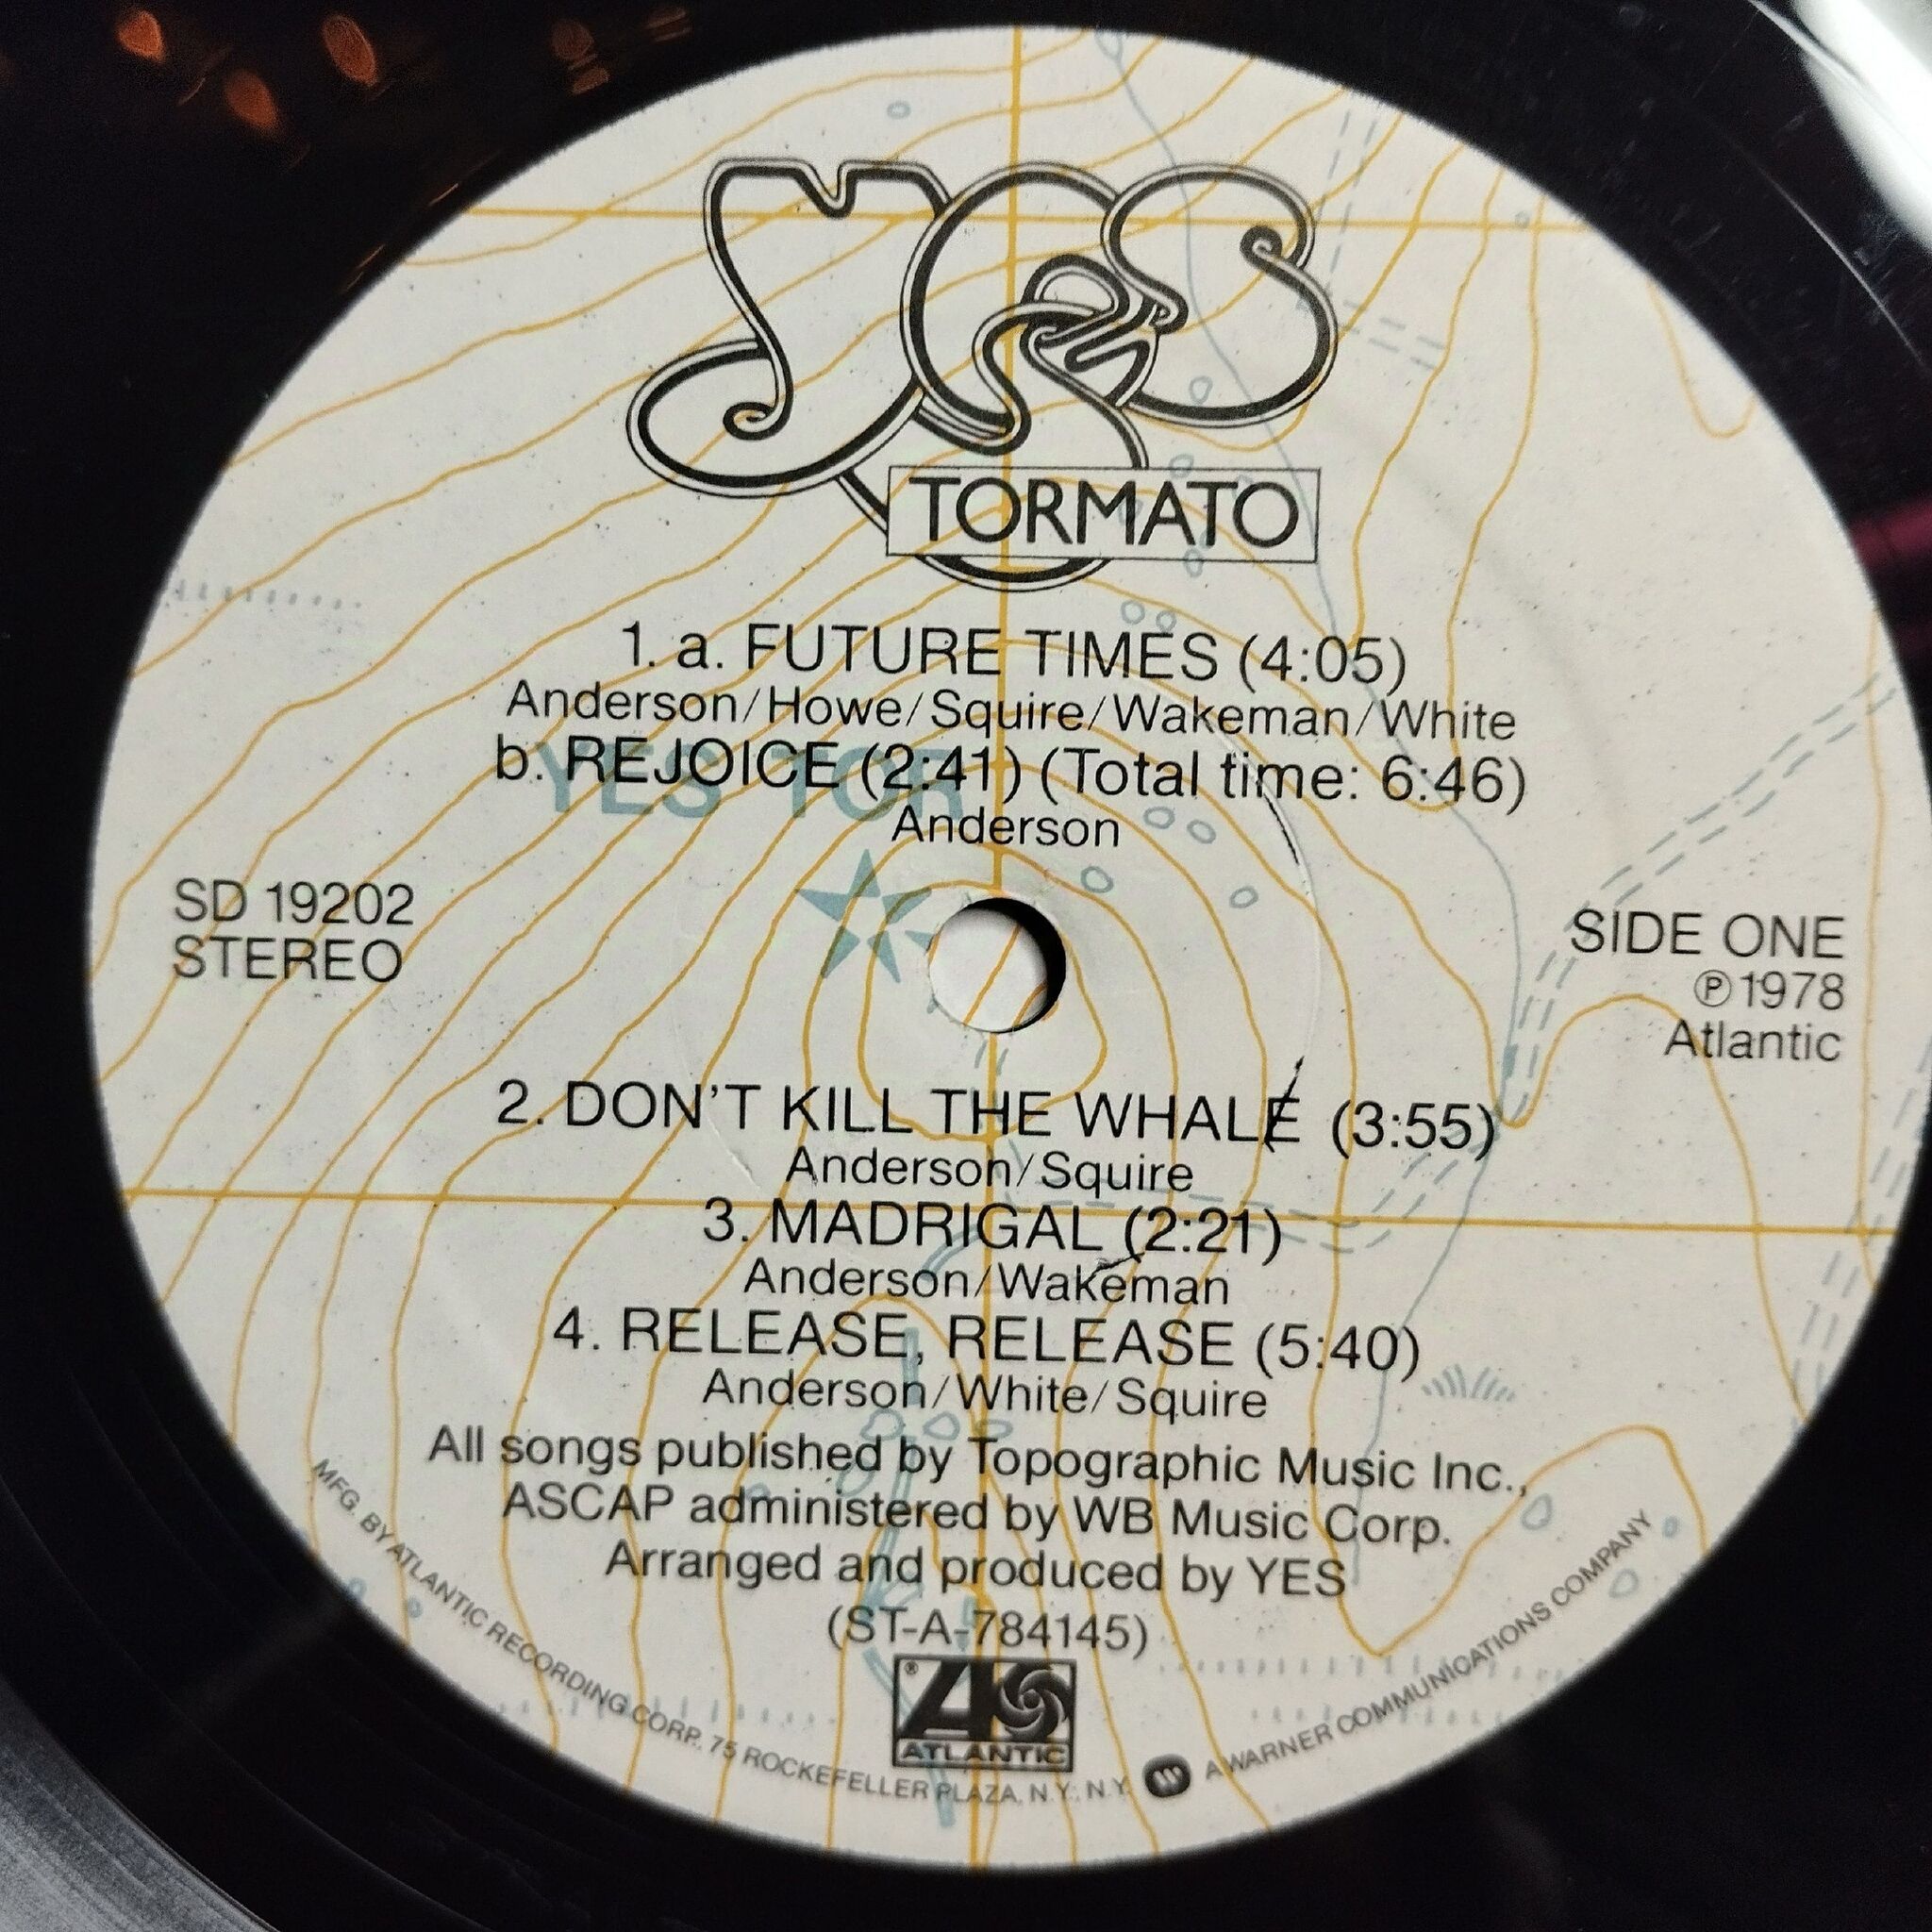 YES
TORMATO
1. a. FUTURE TIMES (4:05)
Anderson/Howe/Squire/Wakeman/White
b. REJOICE (2:41) (Total time: 6:46)
YES TOR
Anderson
SD 19202
STEREO
SIDE ONE
Ⓟ1978
Atlantic
2. DON'T KILL THE WHALE (3:55)
Anderson/Squire
3. MADRIGAL (2:21)
Anderson/Wakeman
4. RELEASE, RELEASE (5:40)
Anderson/White/Squire
All songs published by Topographic Music Inc.,
ASCAP administered by WB Music Corp.
Arranged and produced by YES
(ST-A-784145)
®
ATLANTIC
MFG. BY ATLANTIC RECORDING CORP. 75 ROCKEFELLER PLAZA, N.Y., N.Y. A WARNER COMMUNICATIONS COMPANY